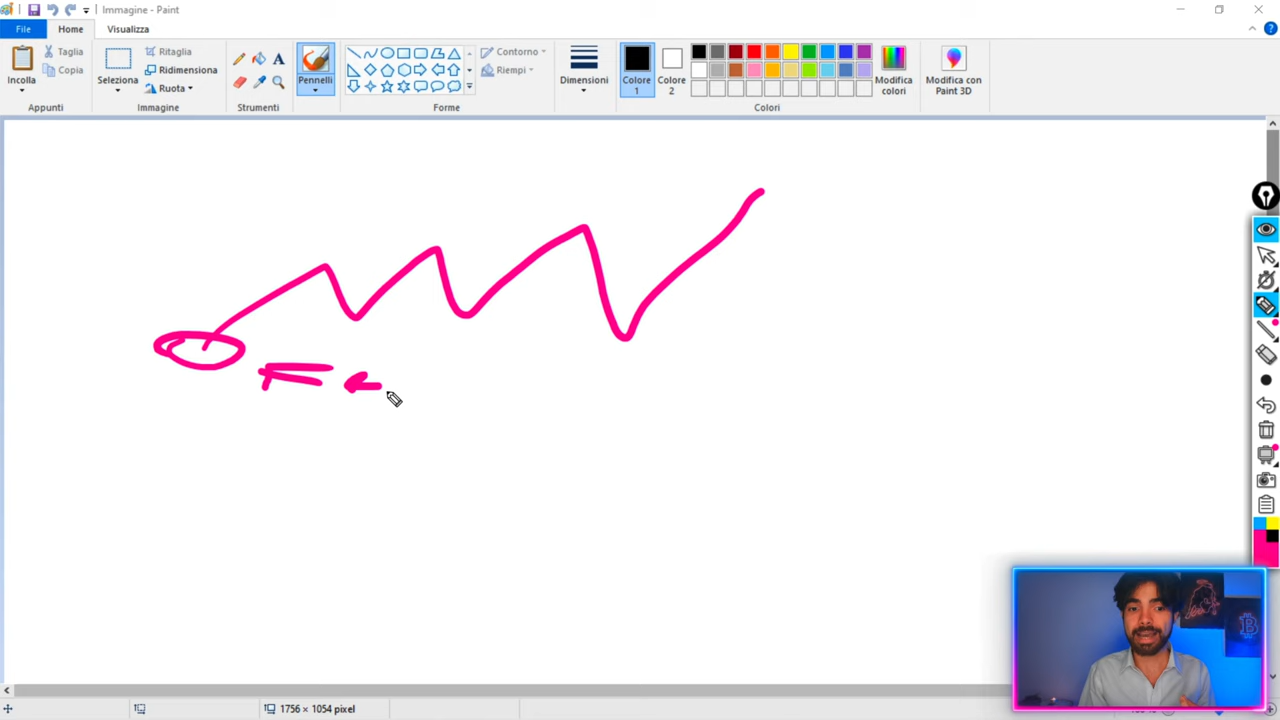 Immagine - Paint
File Home Visualizza
Incolla
Seleziona
Taglia
Copia
Ritaglia
Ridimensiona
Ruota
Pennelli
Contorno
Riempi
Dimensioni
Colore 1
Colore 2
Modifica colori
Modifica con Paint 3D
Appunti Immagine Strumenti Forme Colori
A
B
1756 × 1054 pixel